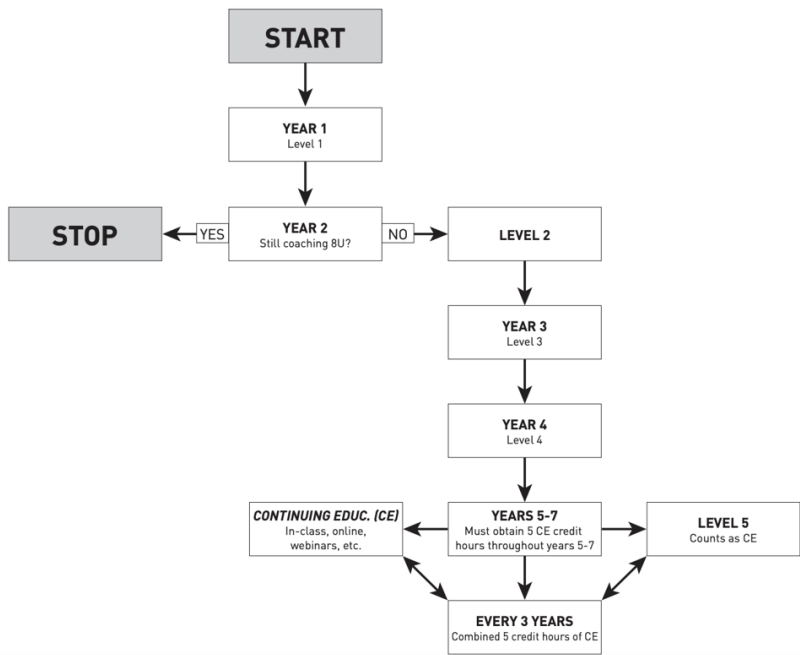 START
YEAR 1
Level 1
STOP
YES
YEAR 2
Still coaching 8U?
NO
LEVEL 2
YEAR 3
Level 3
YEAR 4
Level 4
CONTINUING EDUC. (CE)
In-class, online,
webinars, etc.
YEARS 5-7
Must obtain 5 CE credit
hours throughout years 5-7
LEVEL 5
Counts as CE
EVERY 3 YEARS
Combined 5 credit hours of CE